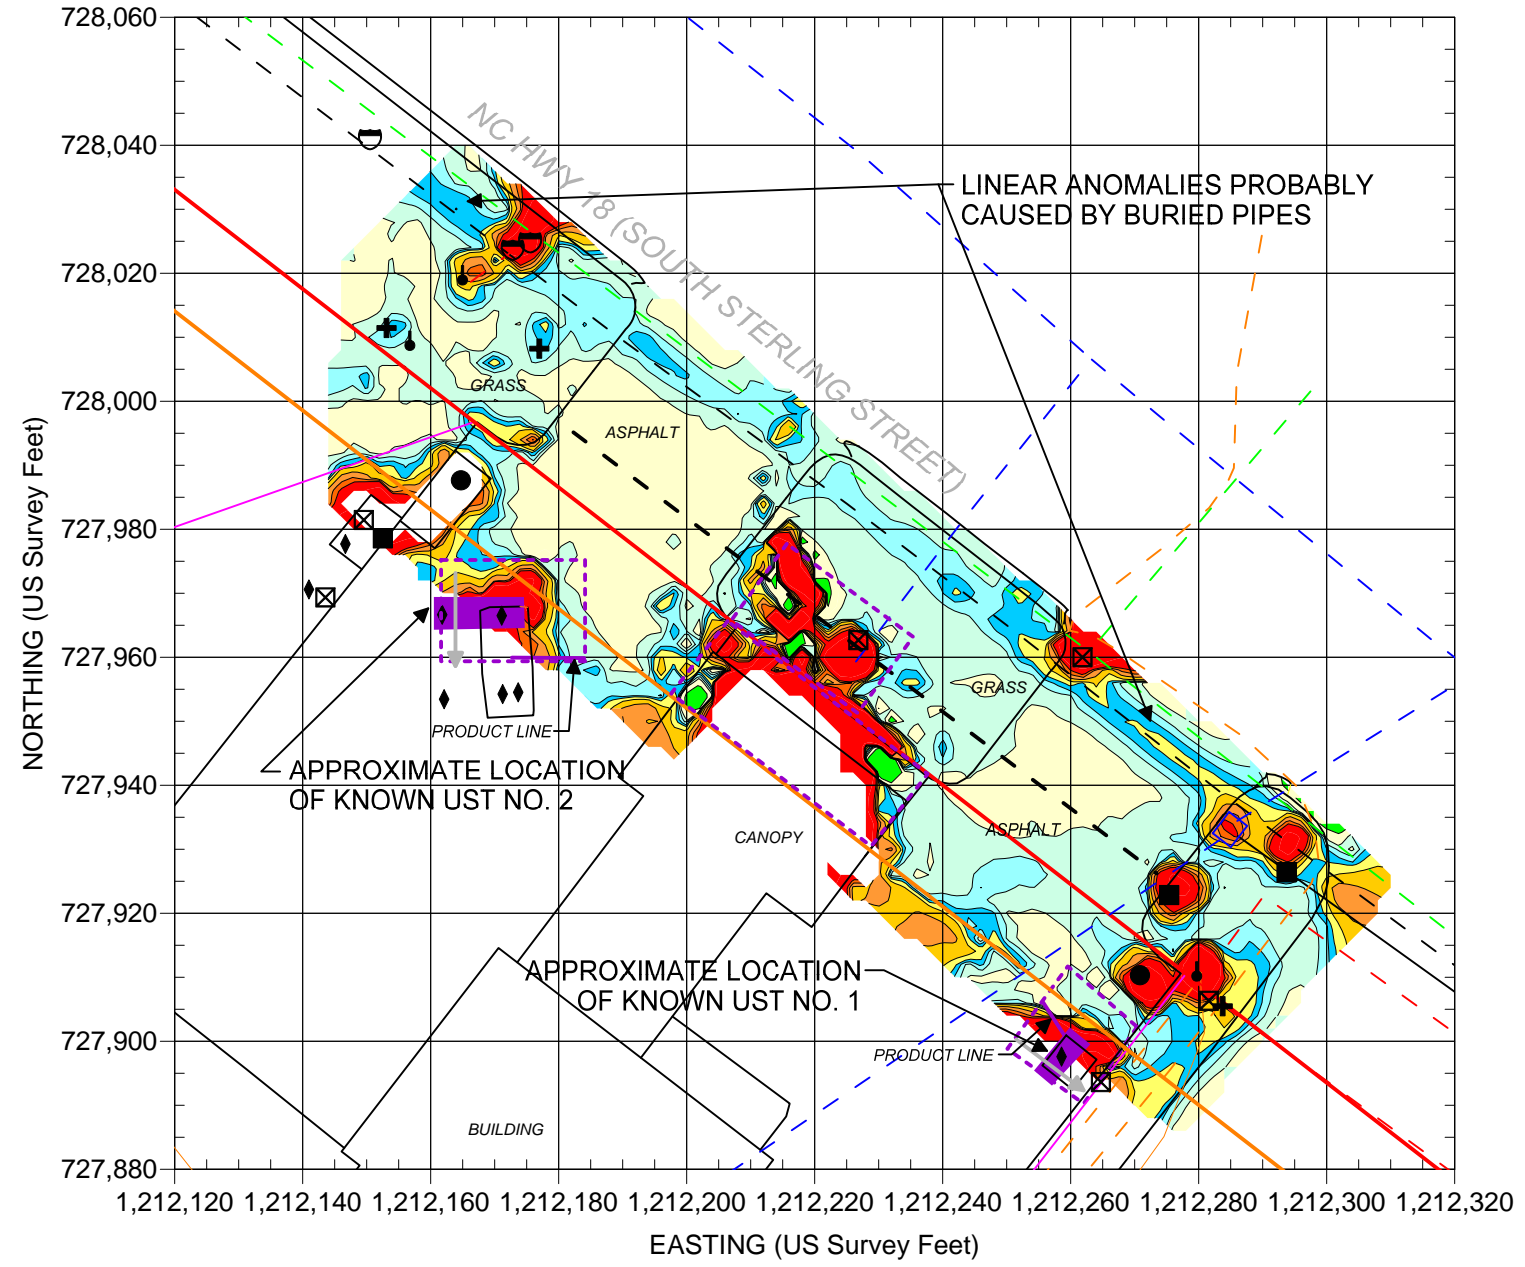 728,060
728,040
728,020
728,000
727,980
727,960
727,940
727,920
727,900
727,880
NORTHING (US Survey Feet)
NC HWY 18 (SOUTH STERLING STREET)
LINEAR ANOMALIES PROBABLY
CAUSED BY BURIED PIPES
GRASS
ASPHALT
GRASS
PRODUCT LINE
APPROXIMATE LOCATION
OF KNOWN UST NO. 2
CANOPY
ASPHALT
APPROXIMATE LOCATION
OF KNOWN UST NO. 1
PRODUCT LINE
BUILDING
1,212,120 1,212,140 1,212,160 1,212,180 1,212,200 1,212,220 1,212,240 1,212,260 1,212,280 1,212,300 1,212,320
EASTING (US Survey Feet)